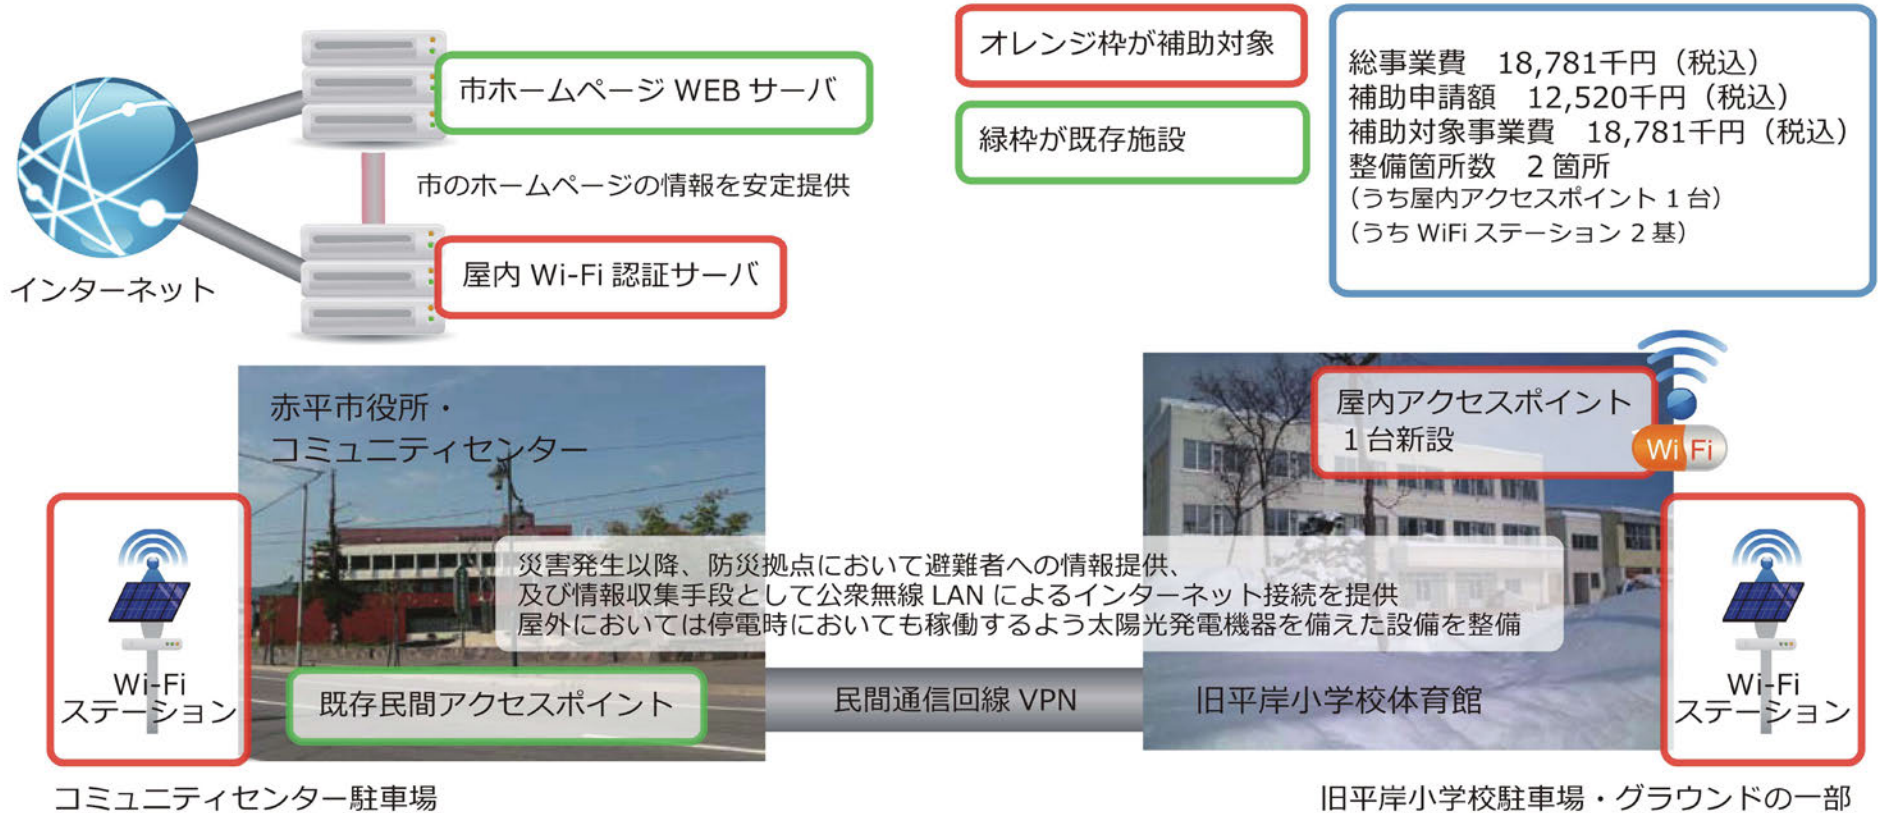 市ホームページ WEB サーバ
市のホームページの情報を安定提供
インターネット
屋内 Wi-Fi 認証サーバ
オレンジ枠が補助対象
緑枠が既存施設
総事業費　18,781千円（税込）
補助申請額　12,520千円（税込）
補助対象事業費　18,781千円（税込）
整備箇所数　2 箇所
（うち屋内アクセスポイント 1 台）
（うち WiFi ステーション 2 基）
赤平市役所・
コミュニティセンター
屋内アクセスポイント
１台新設
Wi Fi
災害発生以降、防災拠点において避難者への情報提供、
及び情報収集手段として公衆無線 LAN によるインターネット接続を提供
屋外においては停電時においても稼働するよう太陽光発電機器を備えた設備を整備
Wi-Fi
ステーション
既存民間アクセスポイント
民間通信回線 VPN
旧平岸小学校体育館
Wi-Fi
ステーション
コミュニティセンター駐車場
旧平岸小学校駐車場・グラウンドの一部